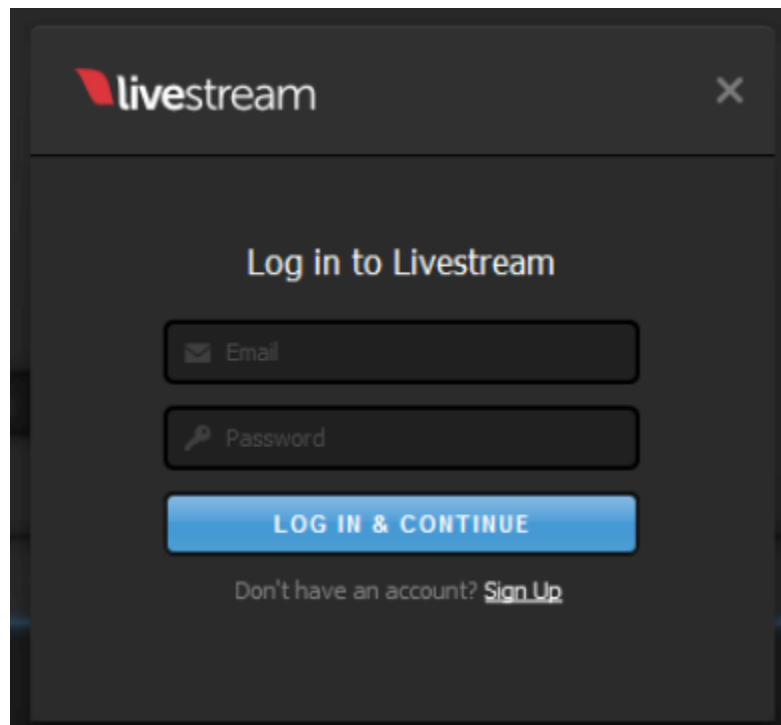 livestream
Log in to Livestream
Email
Password
LOG IN & CONTINUE
Don't have an account? Sign Up